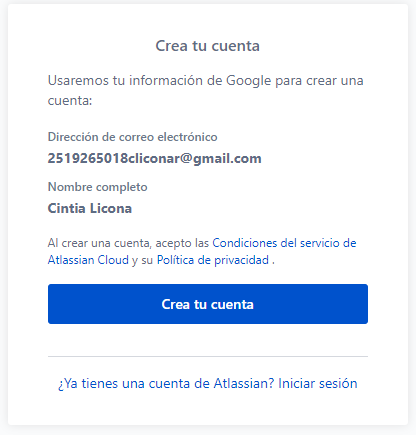 Crea tu cuenta
Usaremos tu información de Google para crear una
cuenta:
Dirección de correo electrónico
2519265018cliconar@gmail.com
Nombre completo
Cintia Licona
Al crear una cuenta, acepto las Condiciones del servicio de
Atlassian Cloud y su Política de privacidad .
Crea tu cuenta
¿Ya tienes una cuenta de Atlassian? Iniciar sesión